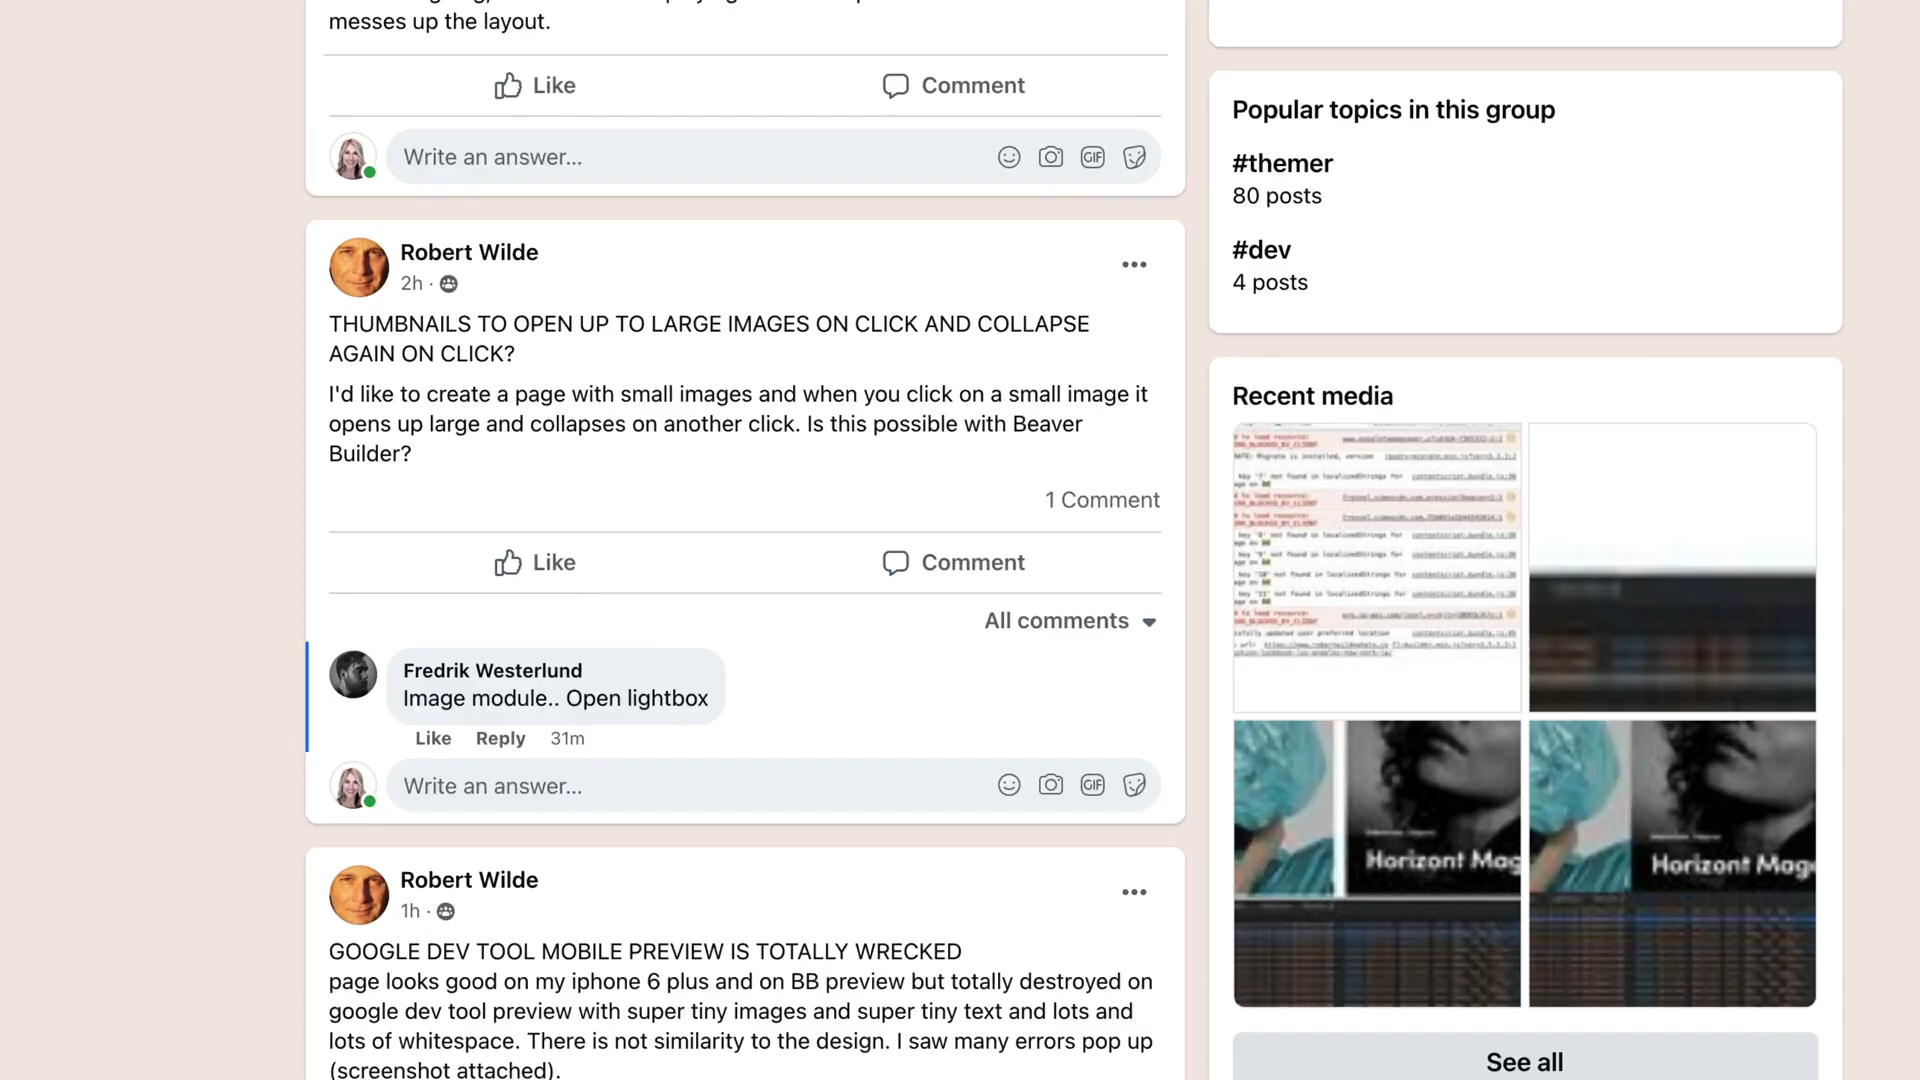 messes up the layout.
Like
Comment
Write an answer...
GIF
Robert Wilde
2h ·
THUMBNAILS TO OPEN UP TO LARGE IMAGES ON CLICK AND COLLAPSE
AGAIN ON CLICK?
I'd like to create a page with small images and when you click on a small image it
opens up large and collapses on another click. Is this possible with Beaver
Builder?
1 Comment
Like
Comment
All comments
Fredrik Westerlund
Image module.. Open lightbox
Like Reply 31m
Write an answer...
GIF
Robert Wilde
1h ·
GOOGLE DEV TOOL MOBILE PREVIEW IS TOTALLY WRECKED
page looks good on my iphone 6 plus and on BB preview but totally destroyed on
google dev tool preview with super tiny images and super tiny text and lots and
lots of whitespace. There is not similarity to the design. I saw many errors pop up
(screenshot attached).
Popular topics in this group
#themer
80 posts
#dev
4 posts
Recent media
Horizont Mag
Horizont Mag
See all